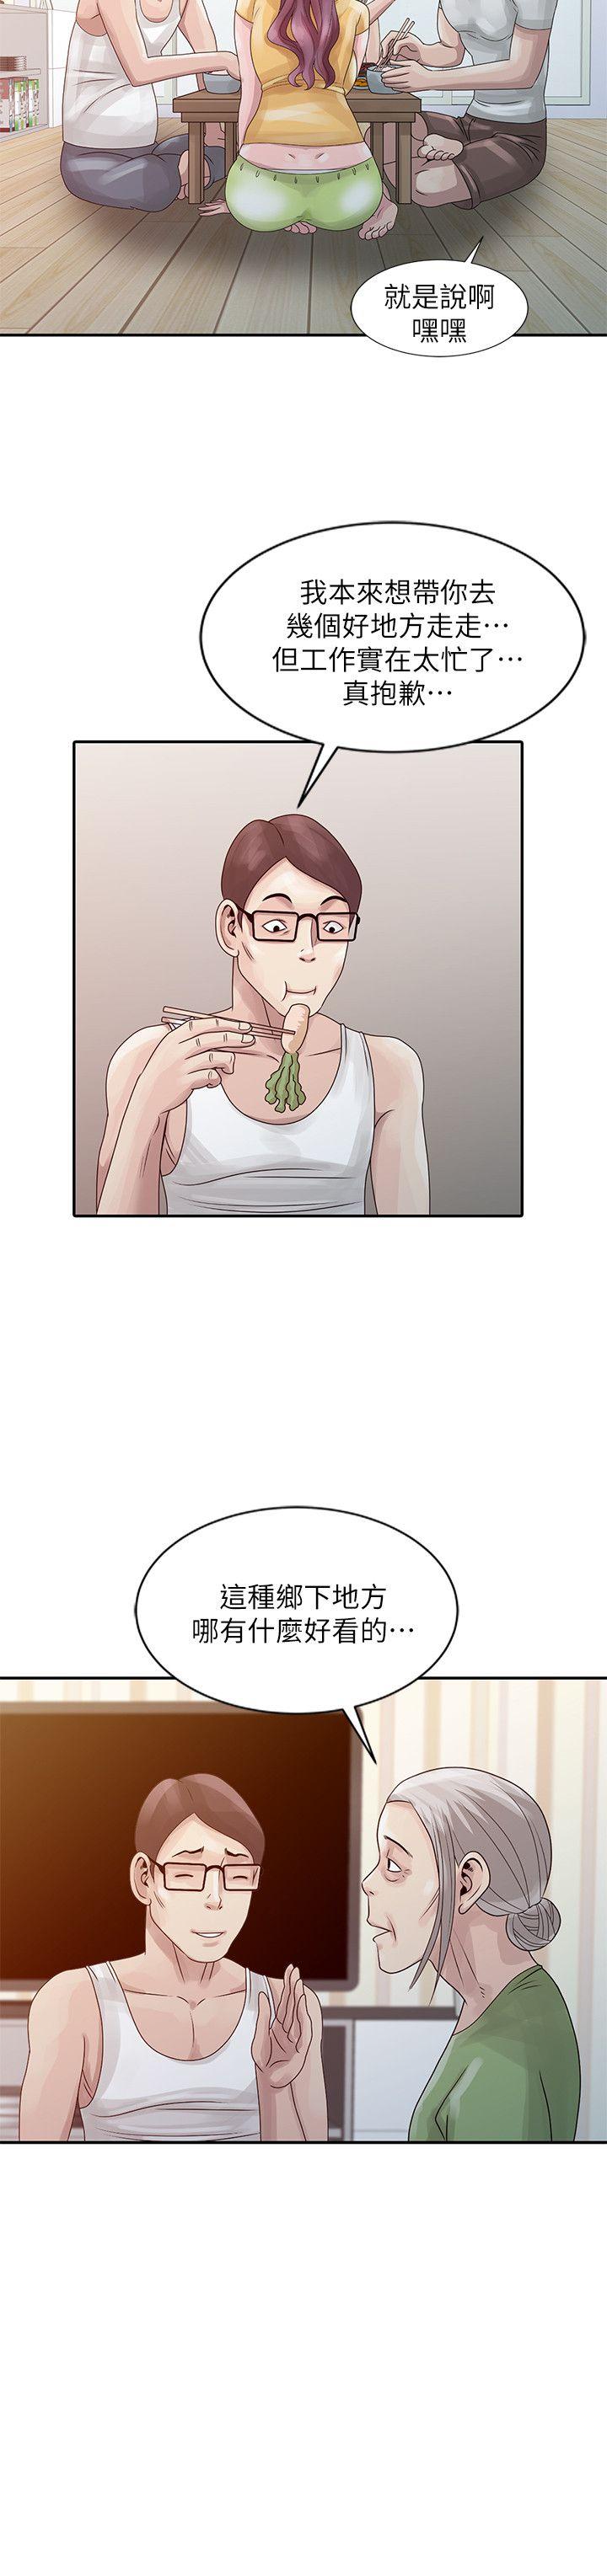 就是說啊
嘿嘿
我本來想帶你去
幾個好地方走走…
但工作實在太忙了…
真抱歉…
這種鄉下地方
哪有什麼好看的…